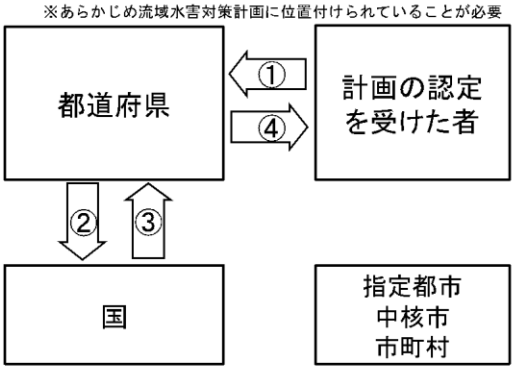 ※あらかじめ流域水害対策計画に位置付けられていることが必要
都道府県
①
計画の認定
を受けた者
④
②
③
国
指定都市
中核市
市町村